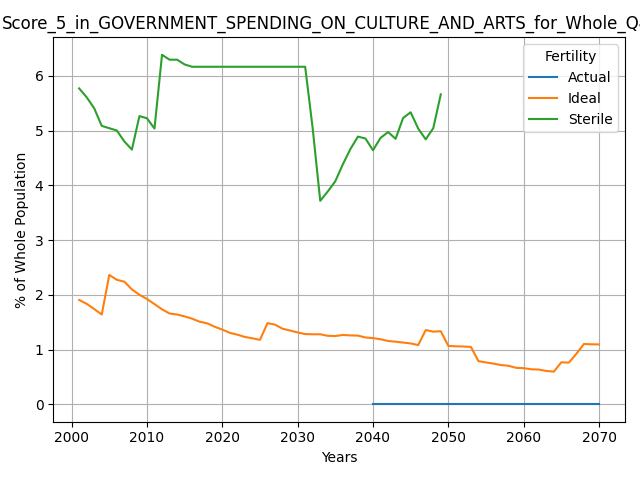 Score_5_in_GOVERNMENT_SPENDING_ON_CULTURE_AND_ARTS_for_Whole_Q
Fertility
Actual
Ideal
Sterile
% of Whole Population
6
5
4
3
2
1
0
2000 2010 2020 2030 2040 2050 2060 2070
Years